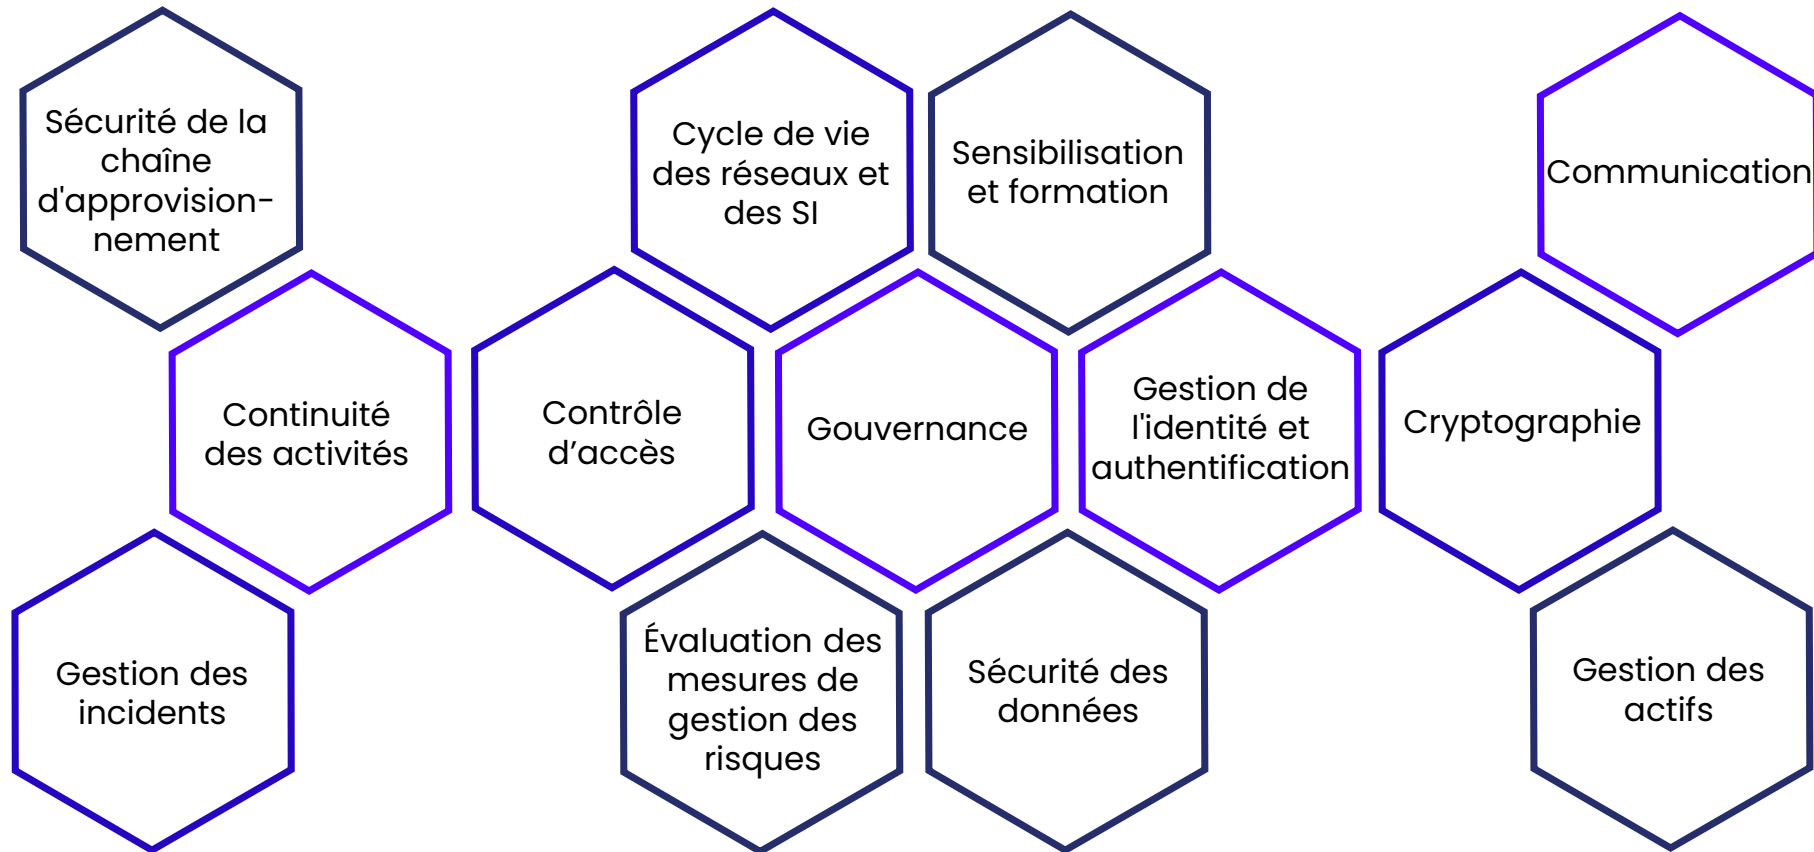 Sécurité de la
chaîne
d'approvision-
nement
Cycle de vie
des réseaux et
des SI
Sensibilisation
et formation
Communication
Continuité
des activités
Contrôle
d’accès
Gouvernance
Gestion de
l'identité et
authentification
Cryptographie
Gestion des
incidents
Évaluation des
mesures de
gestion des
risques
Sécurité des
données
Gestion des
actifs